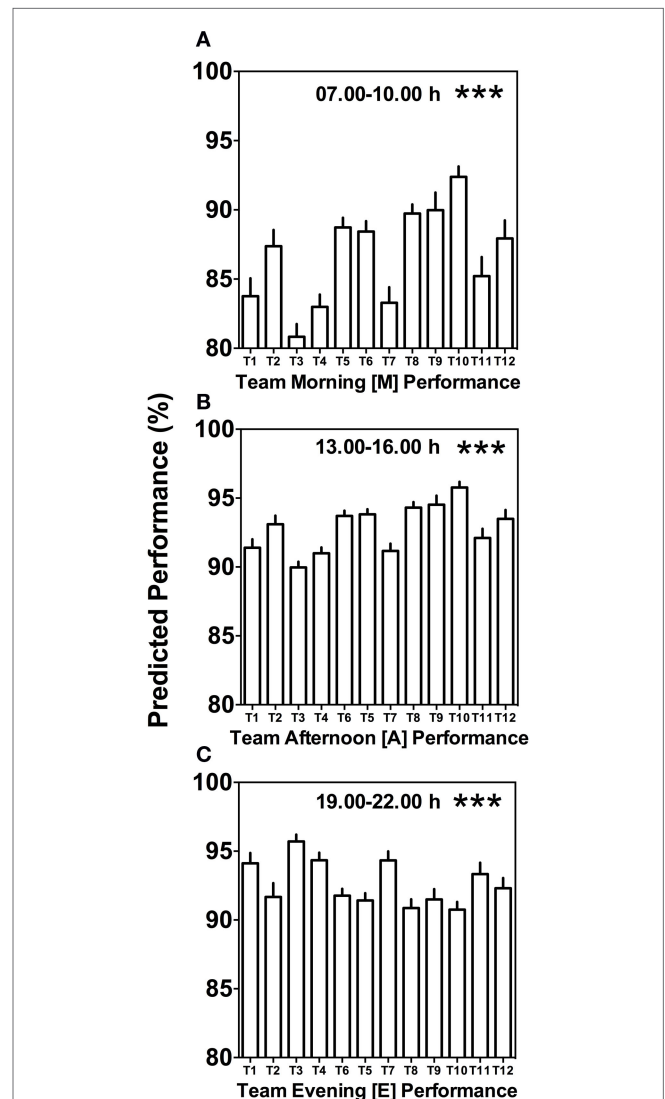 A
100
95
90
85
80
07.00-10.00 h ***
T1 T2 T3 T4 T5 T6 T7 T8 T9 T10 T11 T12
Team Morning [M] Performance
Predicted Performance (%)
B
100
95
90
85
80
13.00-16.00 h ***
T1 T2 T3 T4 T6 T5 T7 T8 T9 T10 T11 T12
Team Afternoon [A] Performance
C
100
95
90
85
80
19.00-22.00 h ***
T1 T2 T3 T4 T6 T5 T7 T8 T9 T10 T11 T12
Team Evening [E] Performance